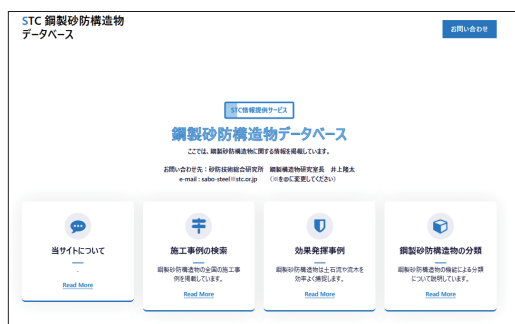 STC 鋼製砂防構造物
データベース
お問い合わせ
STC情報提供サービス
鋼製砂防構造物データベース
ここでは、鋼製砂防構造物に関する情報を掲載しています。
お問い合わせ先：砂防技術総合研究所　鋼製構造物研究室長　井上隆太
e-mail : sabo-steel※stc.or.jp　（※を@に変更してください）
当サイトについて
.
Read More
施工事例の検索
鋼製砂防構造物の全国の施工事
例を掲載しています。
Read More
効果発揮事例
鋼製砂防構造物は土石流や流木を
効率よく捕捉します。
Read More
鋼製砂防構造物の分類
鋼製砂防構造物の機能による分類
について説明しています。
Read More